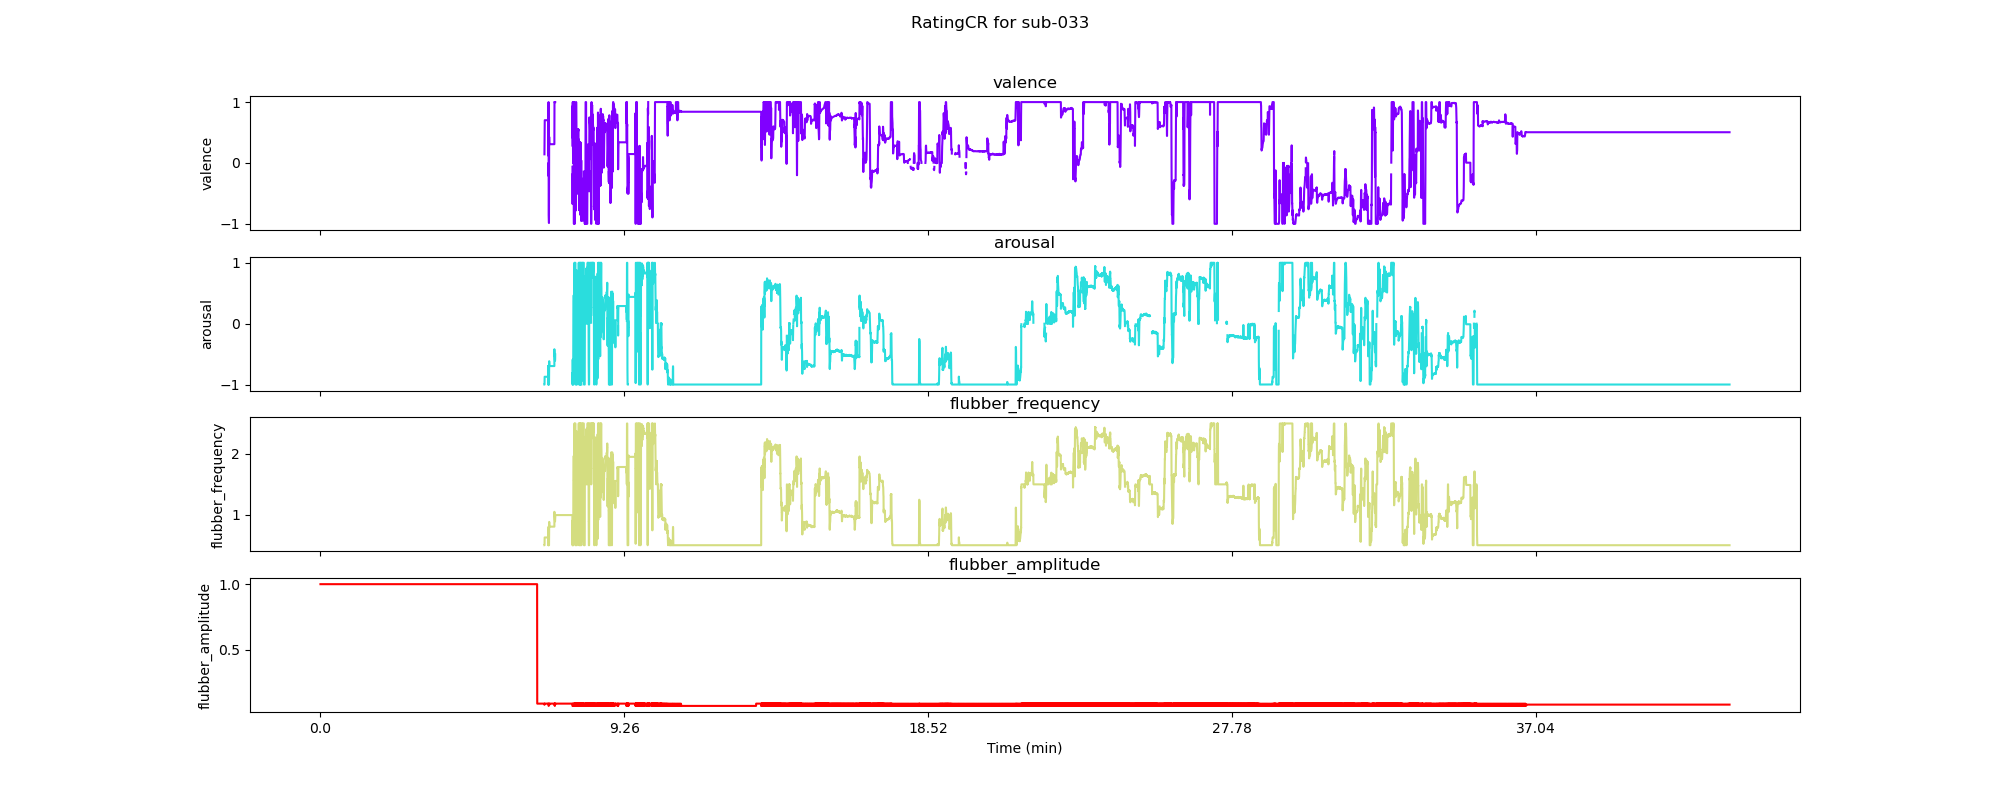 RatingCR for sub-033
valence
valence
1
0
−1
arousal
arousal
1
0
−1
flubber_frequency
flubber_frequency
2
1
flubber_amplitude
flubber_amplitude
1.0
0.5
0.0 9.26 18.52 27.78 37.04
Time (min)